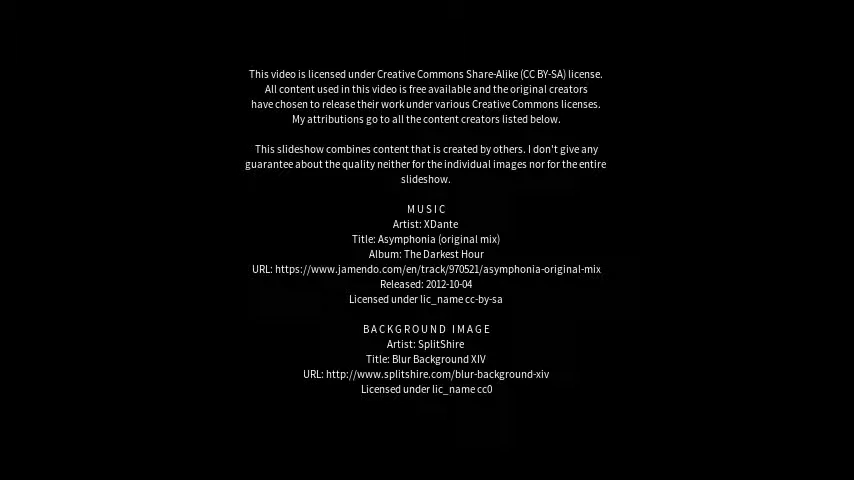 This video is licensed under Creative Commons Share-Alike (CC BY-SA) license.
All content used in this video is free available and the original creators
have chosen to release their work under various Creative Commons licenses.
My attributions go to all the content creators listed below.
This slideshow combines content that is created by others. I don't give any
guarantee about the quality neither for the individual images nor for the entire
slideshow.
MUSIC
Artist: XDante
Title: Asymphonia (original mix)
Album: The Darkest Hour
URL: https://www.jamendo.com/en/track/970521/asymphonia-original-mix
Released: 2012-10-04
Licensed under lic_name cc-by-sa
BACKGROUND IMAGE
Artist: SplitShire
Title: Blur Background XIV
URL: http://www.splitshire.com/blur-background-xiv
Licensed under lic_name cc0